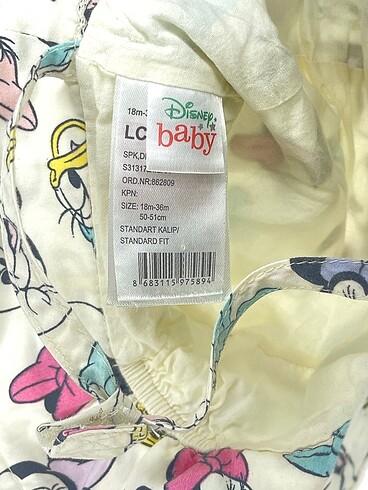 Disney
baby
18m-3
LC
SPK,D
S3131
ORD.NR:862809
KPN:
SIZE: 18m-36m
50-51cm
STANDART KALIP/
STANDARD FIT
8 683115 975894